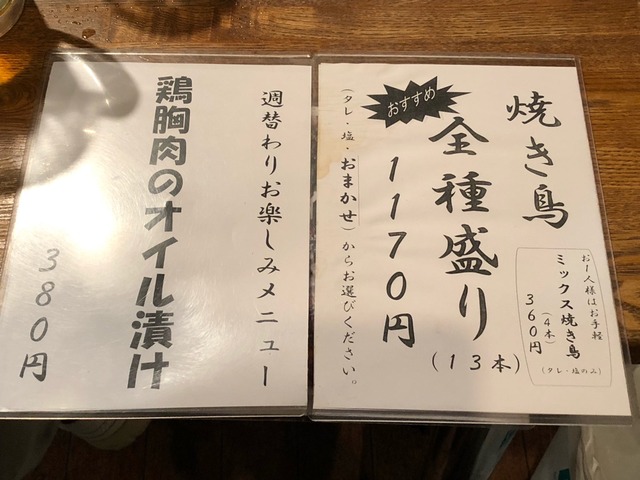 焼き鳥
おすすめ
全種盛り
(13本)
1170円
(タレ・塩・おまかせ)からお選びください。
お1人様はお手軽
ミックス焼き鳥
(4本)
360円
(タレ・塩のみ)
週替わりお楽しみメニュー
鶏胸肉のオイル漬け
380円